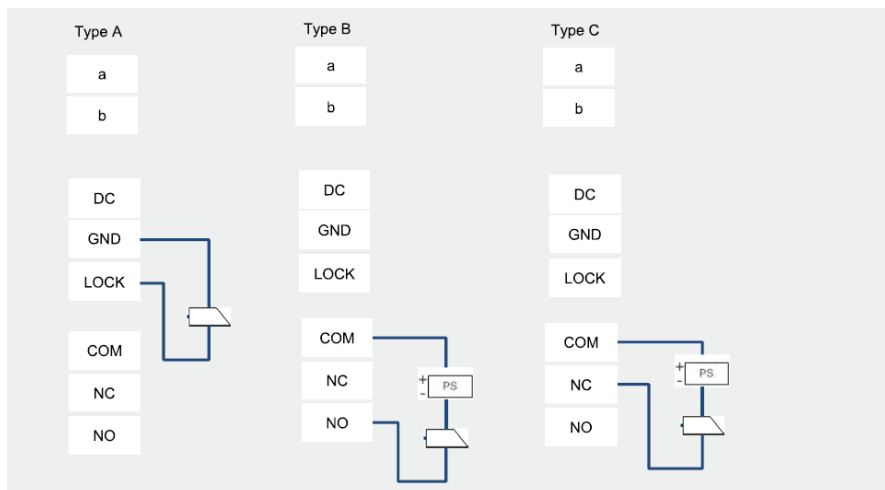 Type A
a
b
DC
GND
LOCK
COM
NC
NO
Type B
a
b
DC
GND
LOCK
COM
NC
NO
+
-
PS
Type C
a
b
DC
GND
LOCK
COM
NC
NO
+
-
PS